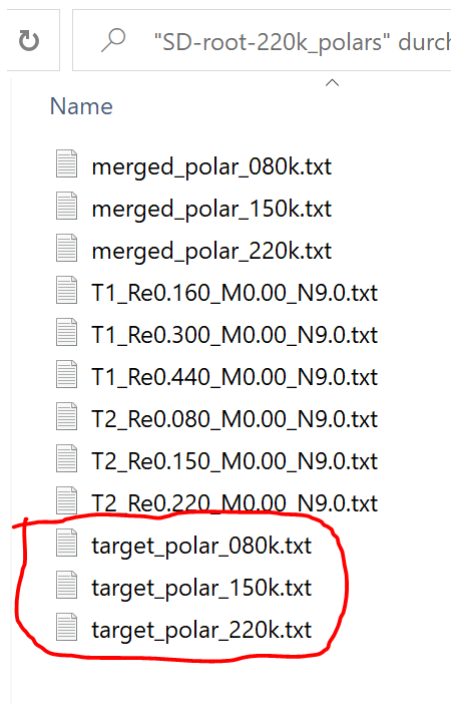 "SD-root-220k_polars" durch
Name
merged_polar_080k.txt
merged_polar_150k.txt
merged_polar_220k.txt
T1_Re0.160_M0.00_N9.0.txt
T1_Re0.300_M0.00_N9.0.txt
T1_Re0.440_M0.00_N9.0.txt
T2_Re0.080_M0.00_N9.0.txt
T2_Re0.150_M0.00_N9.0.txt
T2_Re0.220_M0.00_N9.0.txt
target_polar_080k.txt
target_polar_150k.txt
target_polar_220k.txt